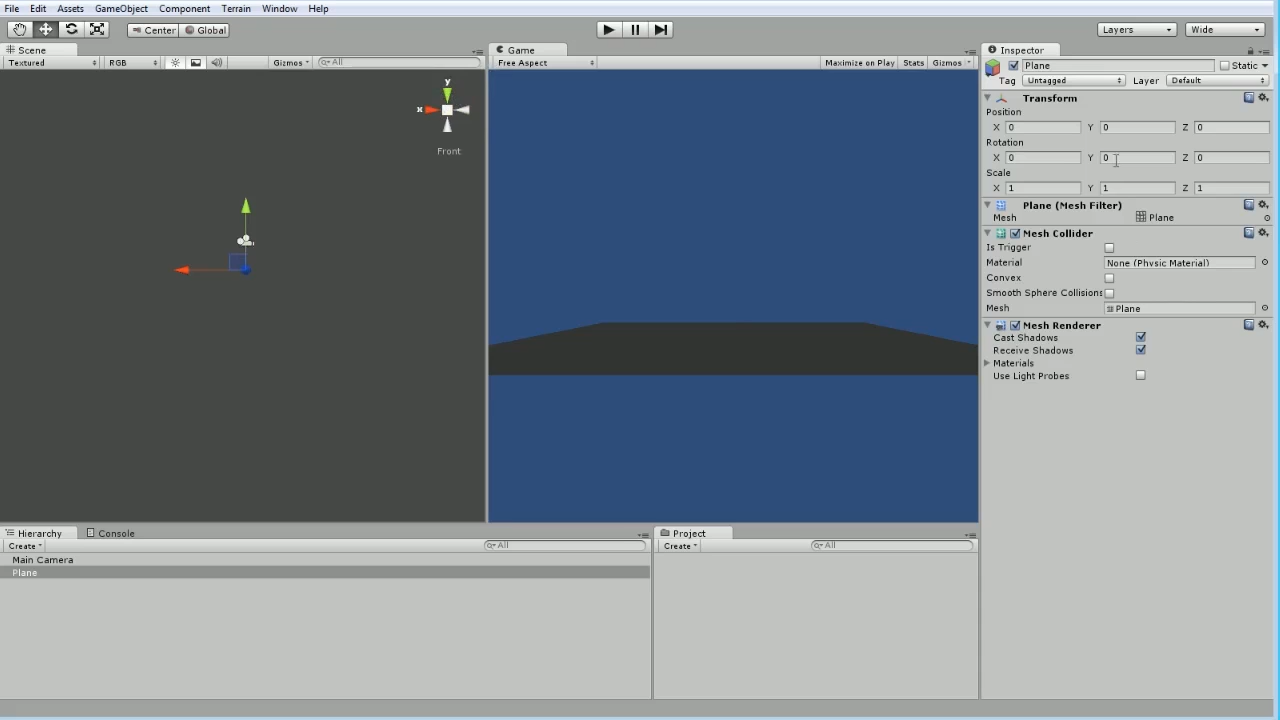 File Edit Assets GameObject Component Terrain Window Help
Center Global Layers Wide
Scene Game Inspector
Textured RGB Gizmos All Free Aspect Maximize on Play Stats Gizmos
Plane Static
Tag Untagged Layer Default
y
x
Front
Transform
Position
X 0 Y 0 Z 0
Rotation
X 0 Y 0 Z 0
Scale
X 1 Y 1 Z 1
Plane (Mesh Filter)
Mesh Plane
Mesh Collider
Is Trigger
Material None (Physic Material)
Convex
Smooth Sphere Collisions
Mesh Plane
Mesh Renderer
Cast Shadows
Receive Shadows
Materials
Use Light Probes
Hierarchy Console Project
Create All Create All
Main Camera
Plane